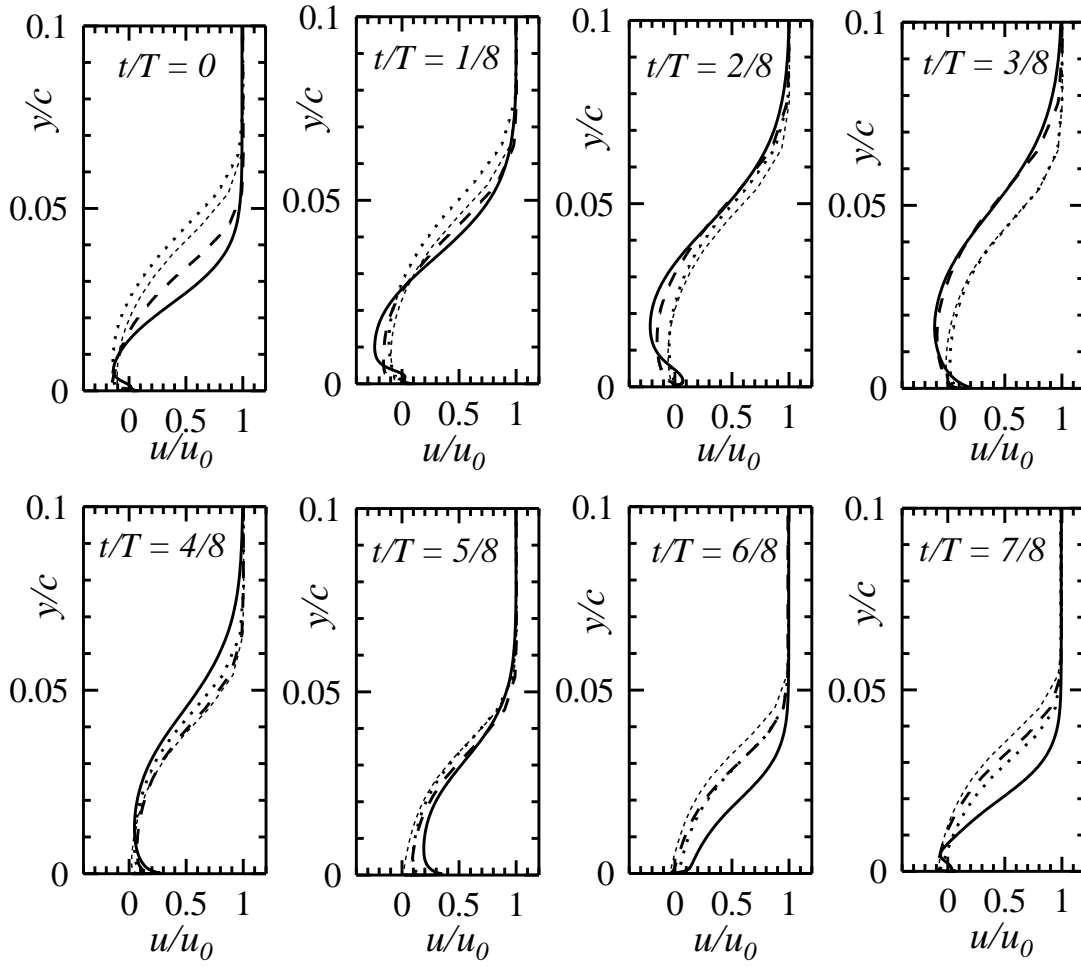 0.1 0.1 0.1 0.1
t/T = 0 t/T = 1/8 t/T = 2/8 t/T = 3/8
y/c y/c y/c y/c
0.05 0.05 0.05 0.05
0 0 0 0
0 0.5 1 0 0.5 1 0 0.5 1 0 0.5 1
u/u0 u/u0 u/u0 u/u0
0.1 0.1 0.1 0.1
t/T = 4/8 t/T = 5/8 t/T = 6/8 t/T = 7/8
y/c y/c y/c y/c
0.05 0.05 0.05 0.05
0 0 0 0
0 0.5 1 0 0.5 1 0 0.5 1 0 0.5 1
u/u0 u/u0 u/u0 u/u0